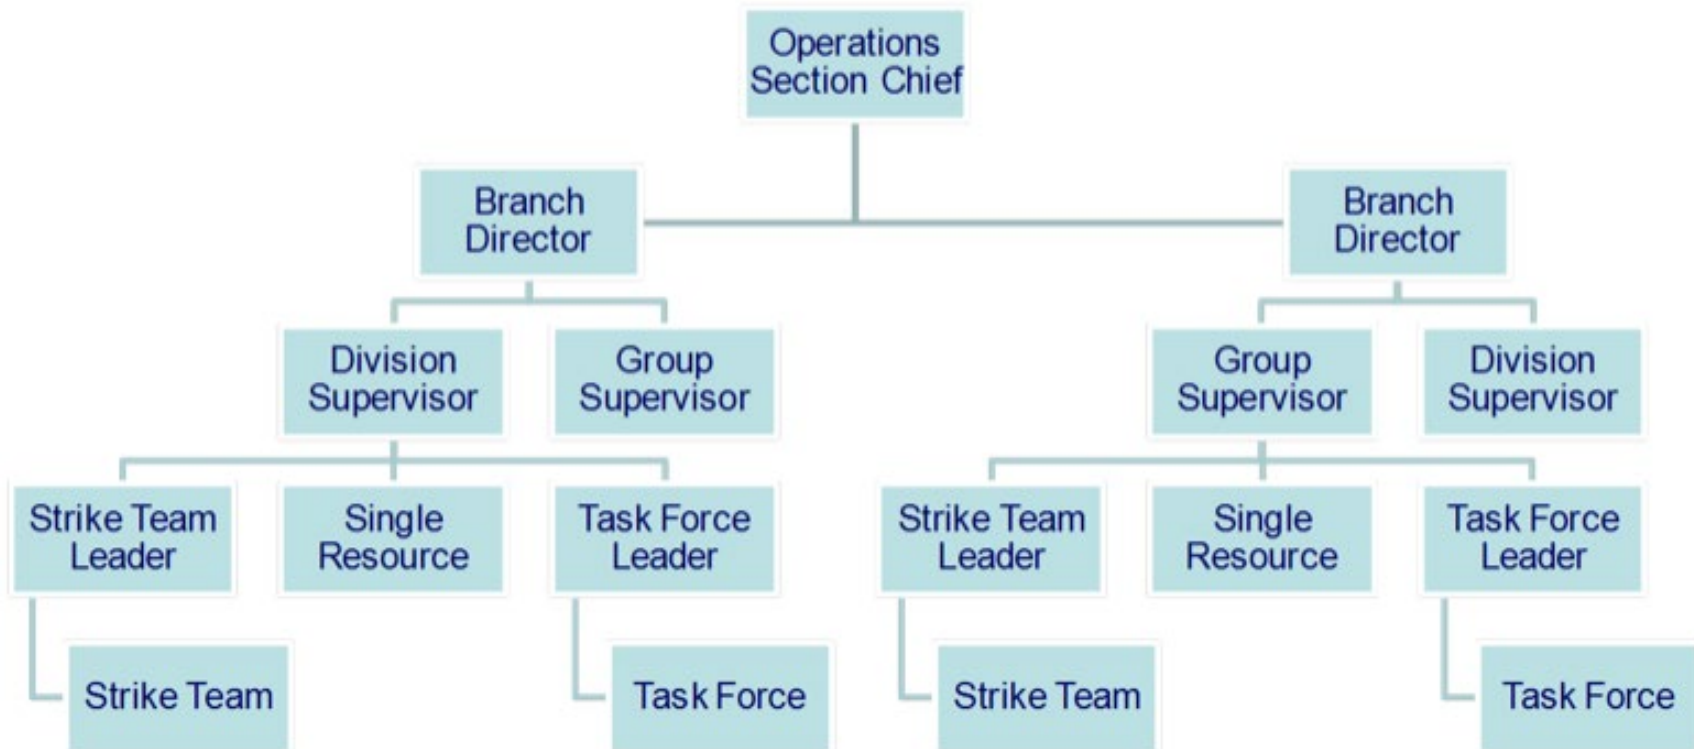 Operations
Section Chief
Branch
Director
Branch
Director
Division
Supervisor
Group
Supervisor
Group
Supervisor
Division
Supervisor
Strike Team
Leader
Single
Resource
Task Force
Leader
Strike Team
Leader
Single
Resource
Task Force
Leader
Strike Team
Task Force
Strike Team
Task Force